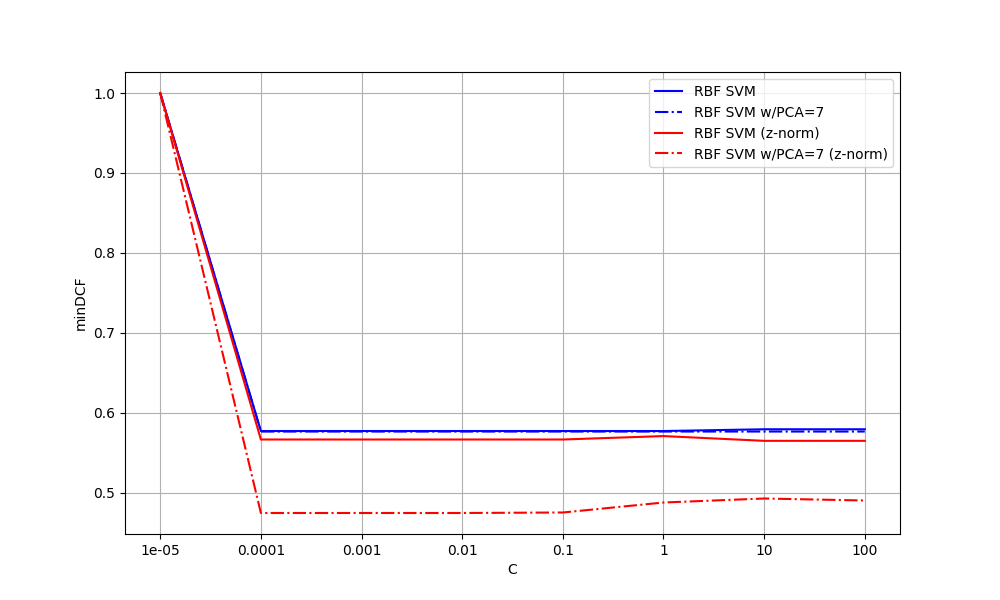 RBF SVM
RBF SVM w/PCA=7
RBF SVM (z-norm)
RBF SVM w/PCA=7 (z-norm)
minDCF
1.0
0.9
0.8
0.7
0.6
0.5
1e-05 0.0001 0.001 0.01 0.1 1 10 100
C